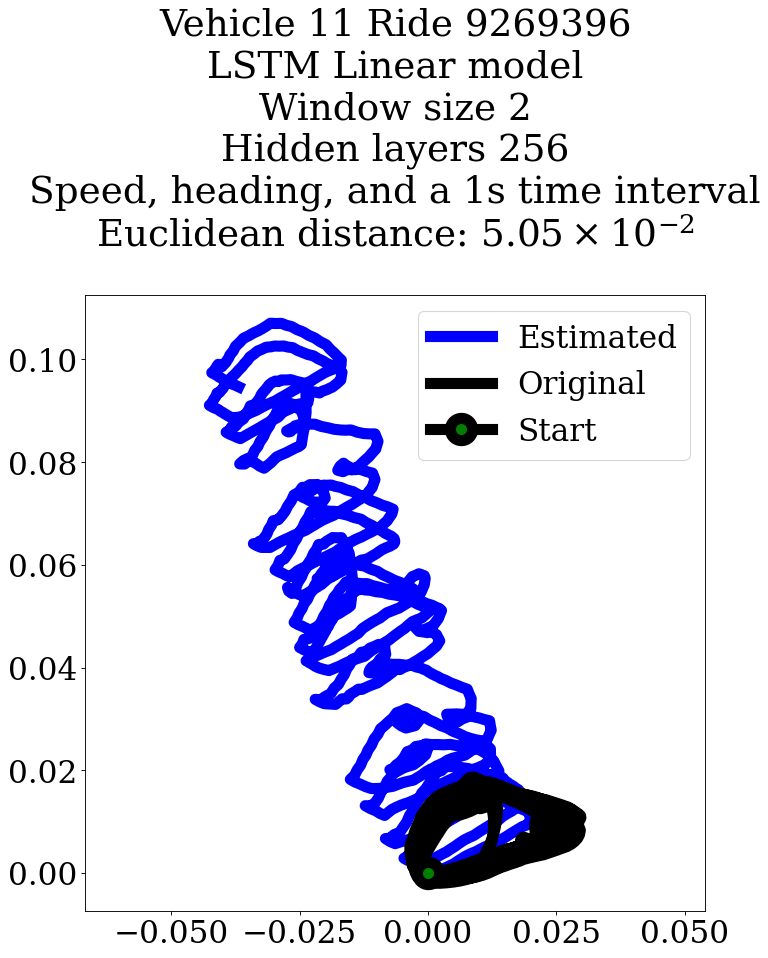 Vehicle 11 Ride 9269396
LSTM Linear model
Window size 2
Hidden layers 256
Speed, heading, and a 1s time interval
Euclidean distance: 5.05 × 10⁻²
Estimated
Original
Start
0.10
0.08
0.06
0.04
0.02
0.00
−0.050 −0.025 0.000 0.025 0.050